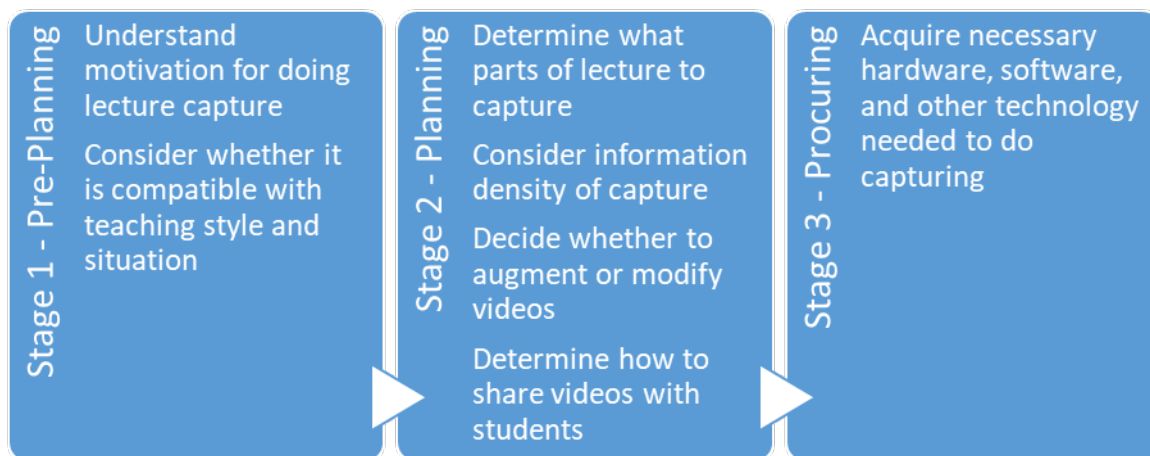 Stage 1 - Pre-Planning
Understand
motivation for doing
lecture capture
Consider whether it
is compatible with
teaching style and
situation
Stage 2 - Planning
Determine what
parts of lecture to
capture
Consider information
density of capture
Decide whether to
augment or modify
videos
Determine how to
share videos with
students
Stage 3 - Procuring
Acquire necessary
hardware, software,
and other technology
needed to do
capturing